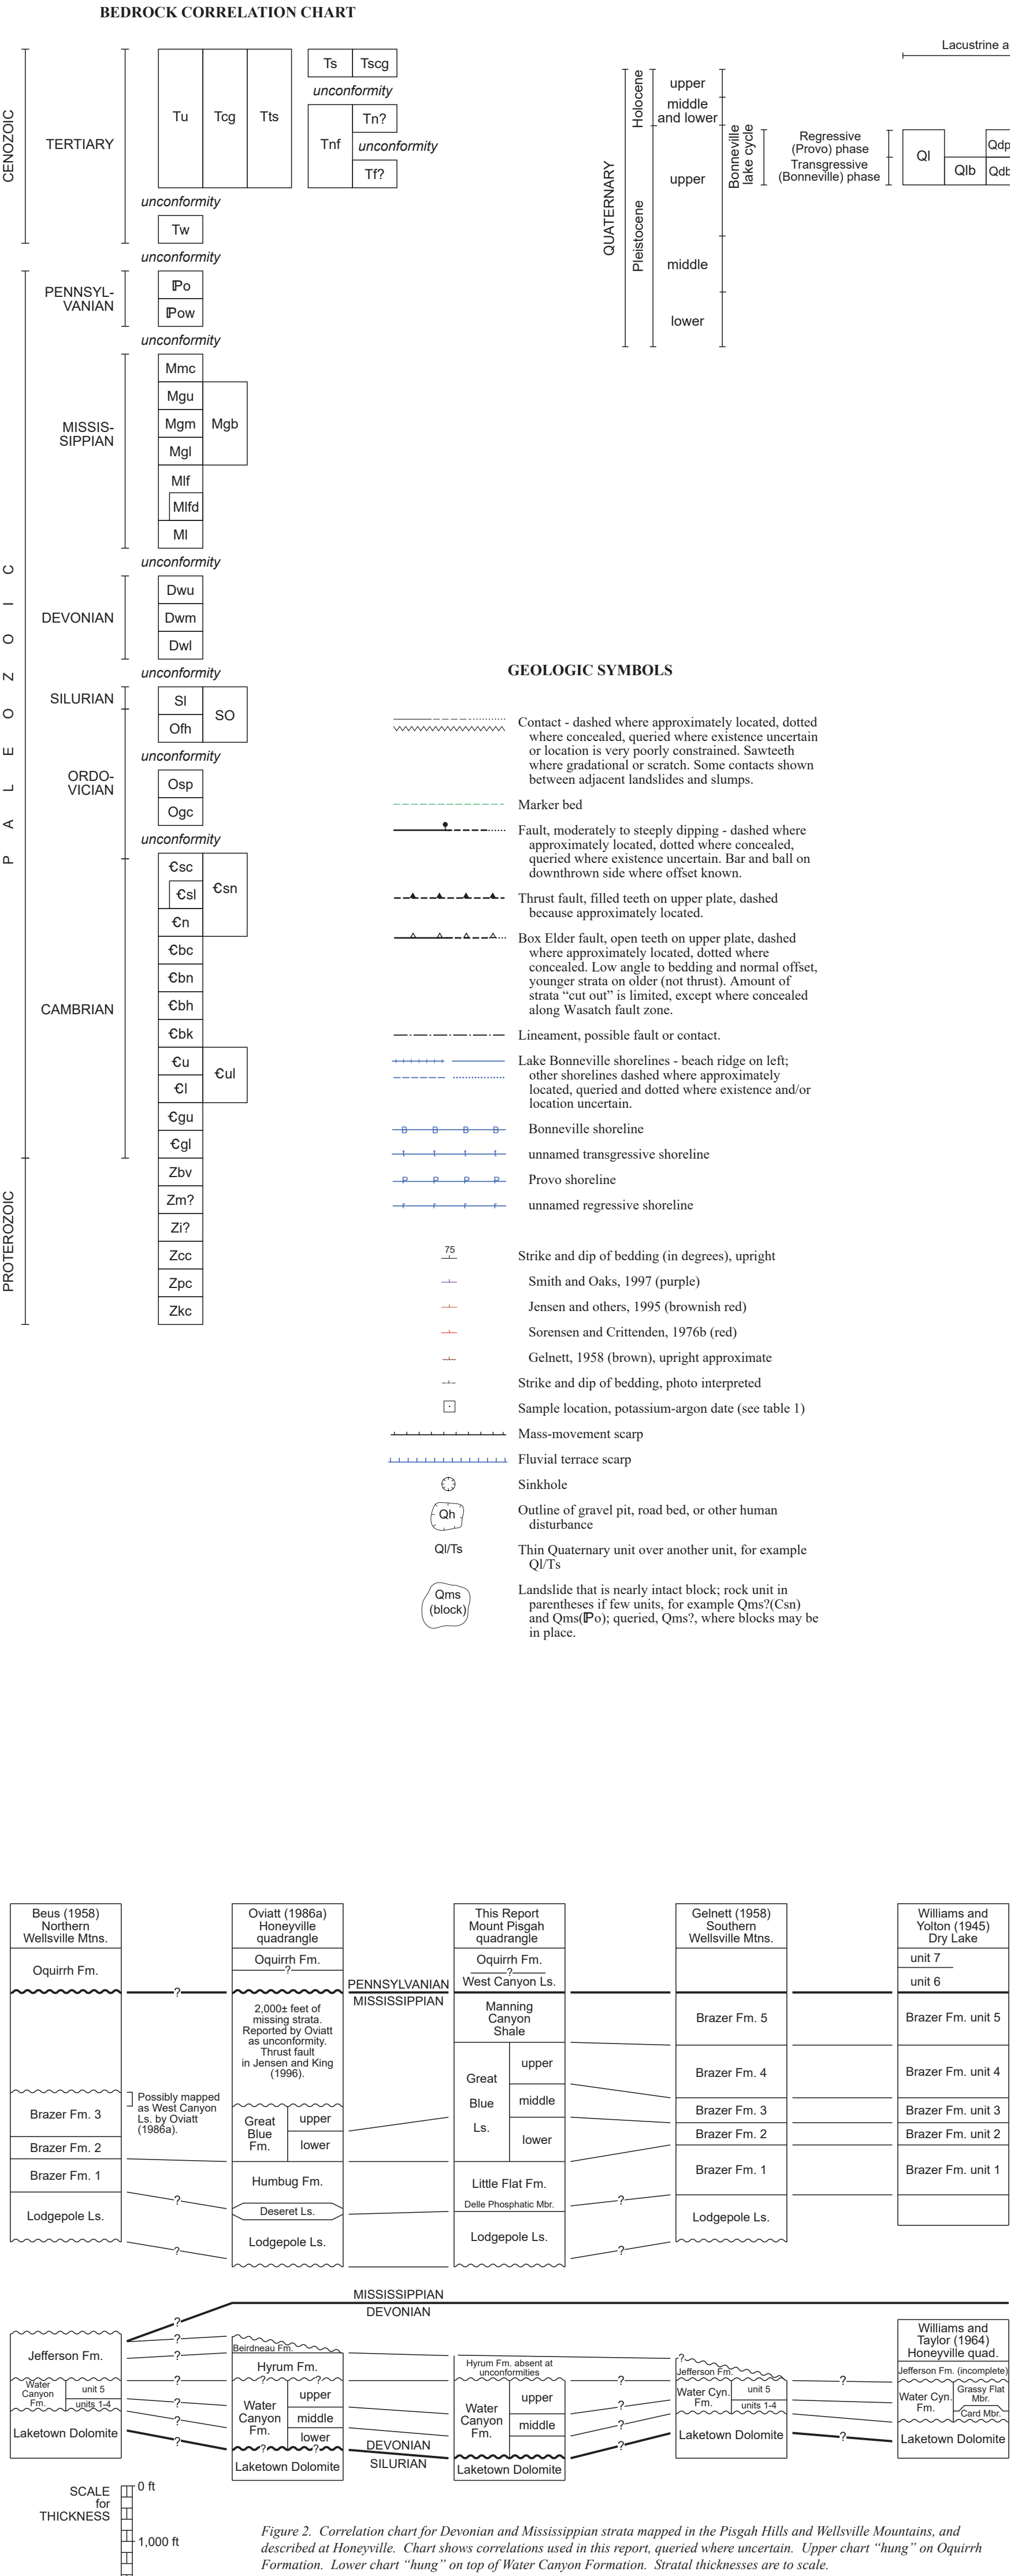 BEDROCK CORRELATION CHART
CENOZOIC
TERTIARY
Tu
Tcg
Tts
Ts
Tscg
unconformity
Tnf
Tn?
unconformity
Tf?
unconformity
Tw
unconformity
PALEOZOIC
PENNSYL-
VANIAN
ℙo
ℙow
unconformity
MISSIS-
SIPPIAN
Mmc
Mgu
Mgm
Mgl
Mgb
Mlf
Mlfd
Ml
unconformity
DEVONIAN
Dwu
Dwm
Dwl
unconformity
SILURIAN
Sl
SO
Ofh
unconformity
ORDO-
VICIAN
Osp
Ogc
unconformity
CAMBRIAN
Єsc
Єsl
Єsn
Єn
Єbc
Єbn
Єbh
Єbk
Єu
Єl
Єul
Єgu
Єgl
PROTEROZOIC
Zbv
Zm?
Zi?
Zcc
Zpc
Zkc
Lacustrine a
QUATERNARY
Holocene
upper
middle
and lower
Pleistocene
upper
middle
lower
Bonneville
lake cycle
Regressive
(Provo) phase
Transgressive
(Bonneville) phase
Ql
Qlb
Qdp
Qdb
GEOLOGIC SYMBOLS
Contact - dashed where approximately located, dotted
where concealed, queried where existence uncertain
or location is very poorly constrained. Sawteeth
where gradational or scratch. Some contacts shown
between adjacent landslides and slumps.
Marker bed
Fault, moderately to steeply dipping - dashed where
approximately located, dotted where concealed,
queried where existence uncertain. Bar and ball on
downthrown side where offset known.
Thrust fault, filled teeth on upper plate, dashed
because approximately located.
Box Elder fault, open teeth on upper plate, dashed
where approximately located, dotted where
concealed. Low angle to bedding and normal offset,
younger strata on older (not thrust). Amount of
strata “cut out” is limited, except where concealed
along Wasatch fault zone.
Lineament, possible fault or contact.
Lake Bonneville shorelines - beach ridge on left;
other shorelines dashed where approximately
located, queried and dotted where existence and/or
location uncertain.
B B B B Bonneville shoreline
t t t t unnamed transgressive shoreline
P P P P Provo shoreline
r r r r unnamed regressive shoreline
75 Strike and dip of bedding (in degrees), upright
Smith and Oaks, 1997 (purple)
Jensen and others, 1995 (brownish red)
Sorensen and Crittenden, 1976b (red)
Gelnett, 1958 (brown), upright approximate
Strike and dip of bedding, photo interpreted
Sample location, potassium-argon date (see table 1)
Mass-movement scarp
Fluvial terrace scarp
Sinkhole
Qh Outline of gravel pit, road bed, or other human
disturbance
Ql/Ts Thin Quaternary unit over another unit, for example
Ql/Ts
Qms
(block)
Landslide that is nearly intact block; rock unit in
parentheses if few units, for example Qms?(Csn)
and Qms(ℙo); queried, Qms?, where blocks may be
in place.
Beus (1958)
Northern
Wellsville Mtns.
Oquirrh Fm.
Brazer Fm. 3
Brazer Fm. 2
Brazer Fm. 1
Lodgepole Ls.
?
Possibly mapped
as West Canyon
Ls. by Oviatt
(1986a).
?
?
Oviatt (1986a)
Honeyville
quadrangle
Oquirrh Fm.
?
2,000± feet of
missing strata.
Reported by Oviatt
as unconformity.
Thrust fault
in Jensen and King
(1996).
Great
Blue
Fm.
upper
lower
Humbug Fm.
Deseret Ls.
Lodgepole Ls.
PENNSYLVANIAN
MISSISSIPPIAN
This Report
Mount Pisgah
quadrangle
Oquirrh Fm.
?
West Canyon Ls.
Manning
Canyon
Shale
Great
Blue
Ls.
upper
middle
lower
Little Flat Fm.
Delle Phosphatic Mbr.
Lodgepole Ls.
?
?
Gelnett (1958)
Southern
Wellsville Mtns.
Brazer Fm. 5
Brazer Fm. 4
Brazer Fm. 3
Brazer Fm. 2
Brazer Fm. 1
Lodgepole Ls.
Williams and
Yolton (1945)
Dry Lake
unit 7
unit 6
Brazer Fm. unit 5
Brazer Fm. unit 4
Brazer Fm. unit 3
Brazer Fm. unit 2
Brazer Fm. unit 1
MISSISSIPPIAN
DEVONIAN
Jefferson Fm.
Water
Canyon
Fm.
unit 5
units 1-4
Laketown Dolomite
?
?
?
?
?
?
?
Beirdneau Fm.
Hyrum Fm.
? ?
Water
Canyon
Fm.
upper
middle
lower
? ?
Laketown Dolomite
DEVONIAN
SILURIAN
Hyrum Fm. absent at
unconformities
Water
Canyon
Fm.
upper
middle
Laketown Dolomite
?
?
?
?
?
Jefferson Fm.
Water Cyn.
Fm.
unit 5
units 1-4
Laketown Dolomite
?
?
Williams and
Taylor (1964)
Honeyville quad.
Jefferson Fm. (incomplete)
Water Cyn.
Fm.
Grassy Flat
Mbr.
Card Mbr.
Laketown Dolomite
SCALE
for
THICKNESS
0 ft
1,000 ft
Figure 2. Correlation chart for Devonian and Mississippian strata mapped in the Pisgah Hills and Wellsville Mountains, and
described at Honeyville. Chart shows correlations used in this report, queried where uncertain. Upper chart “hung” on Oquirrh
Formation. Lower chart “hung” on top of Water Canyon Formation. Stratal thicknesses are to scale.